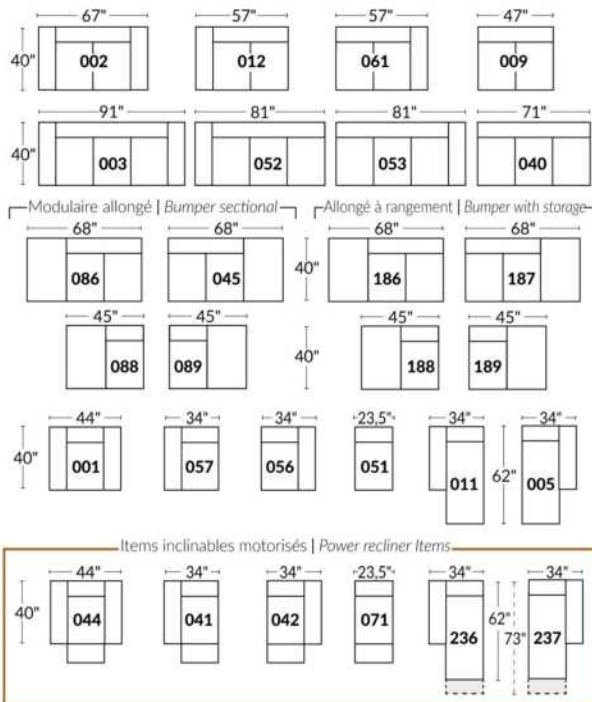 67" 57" 57" 47"
40" 002 012 061 009
91" 81" 81" 71"
40" 003 052 053 040
Modulaire allongé | Bumper sectional Allongé à rangement | Bumper with storage
68" 68" 68" 68"
086 045 40" 186 187
45" 45" 45" 45"
088 089 40" 188 189
44" 34" 34" 23,5" 34" 34"
40" 001 057 056 051 011 62" 005
Items inclinables motorisés | Power recliner Items
44" 34" 34" 23,5" 34" 34"
40" 044 041 042 071 236 62" 73" 237